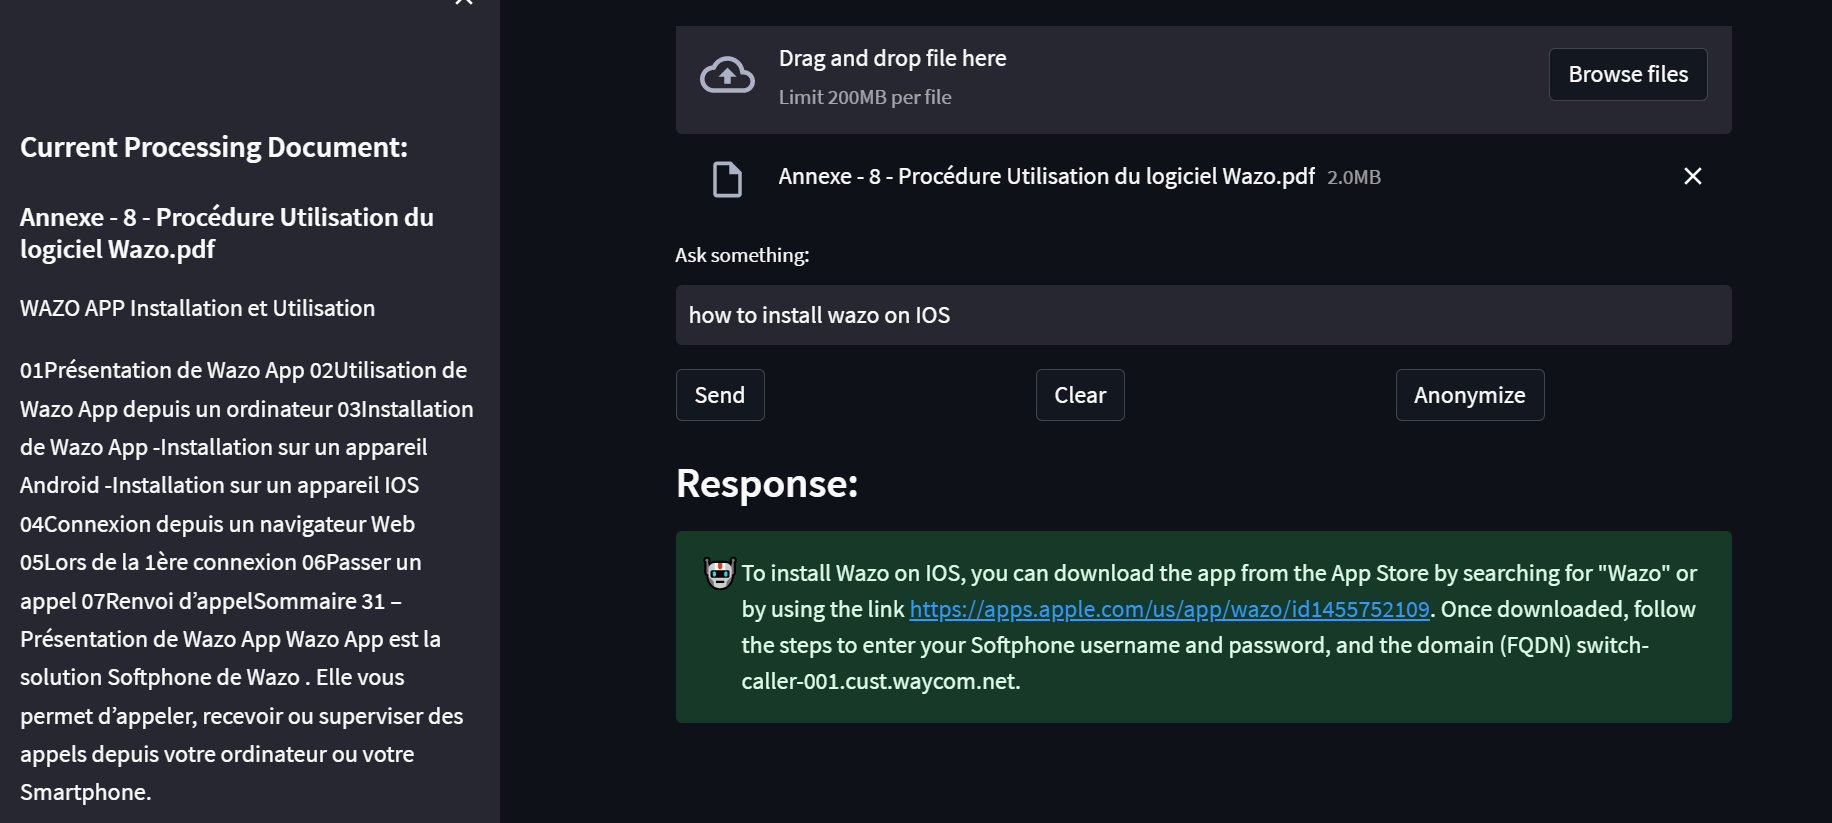 Current Processing Document:
Annexe - 8 - Procédure Utilisation du
logiciel Wazo.pdf
WAZO APP Installation et Utilisation
01Présentation de Wazo App 02Utilisation de
Wazo App depuis un ordinateur 03Installation
de Wazo App -Installation sur un appareil
Android -Installation sur un appareil IOS
04Connexion depuis un navigateur Web
05Lors de la 1ère connexion 06Passer un
appel 07Renvoi d’appelSommaire 31 –
Présentation de Wazo App Wazo App est la
solution Softphone de Wazo . Elle vous
permet d’appeler, recevoir ou superviser des
appels depuis votre ordinateur ou votre
Smartphone.
Drag and drop file here
Limit 200MB per file
Browse files
Annexe - 8 - Procédure Utilisation du logiciel Wazo.pdf 2.0MB
Ask something:
how to install wazo on IOS
Send
Clear
Anonymize
Response:
To install Wazo on IOS, you can download the app from the App Store by searching for "Wazo" or
by using the link https://apps.apple.com/us/app/wazo/id1455752109. Once downloaded, follow
the steps to enter your Softphone username and password, and the domain (FQDN) switch-
caller-001.cust.waycom.net.